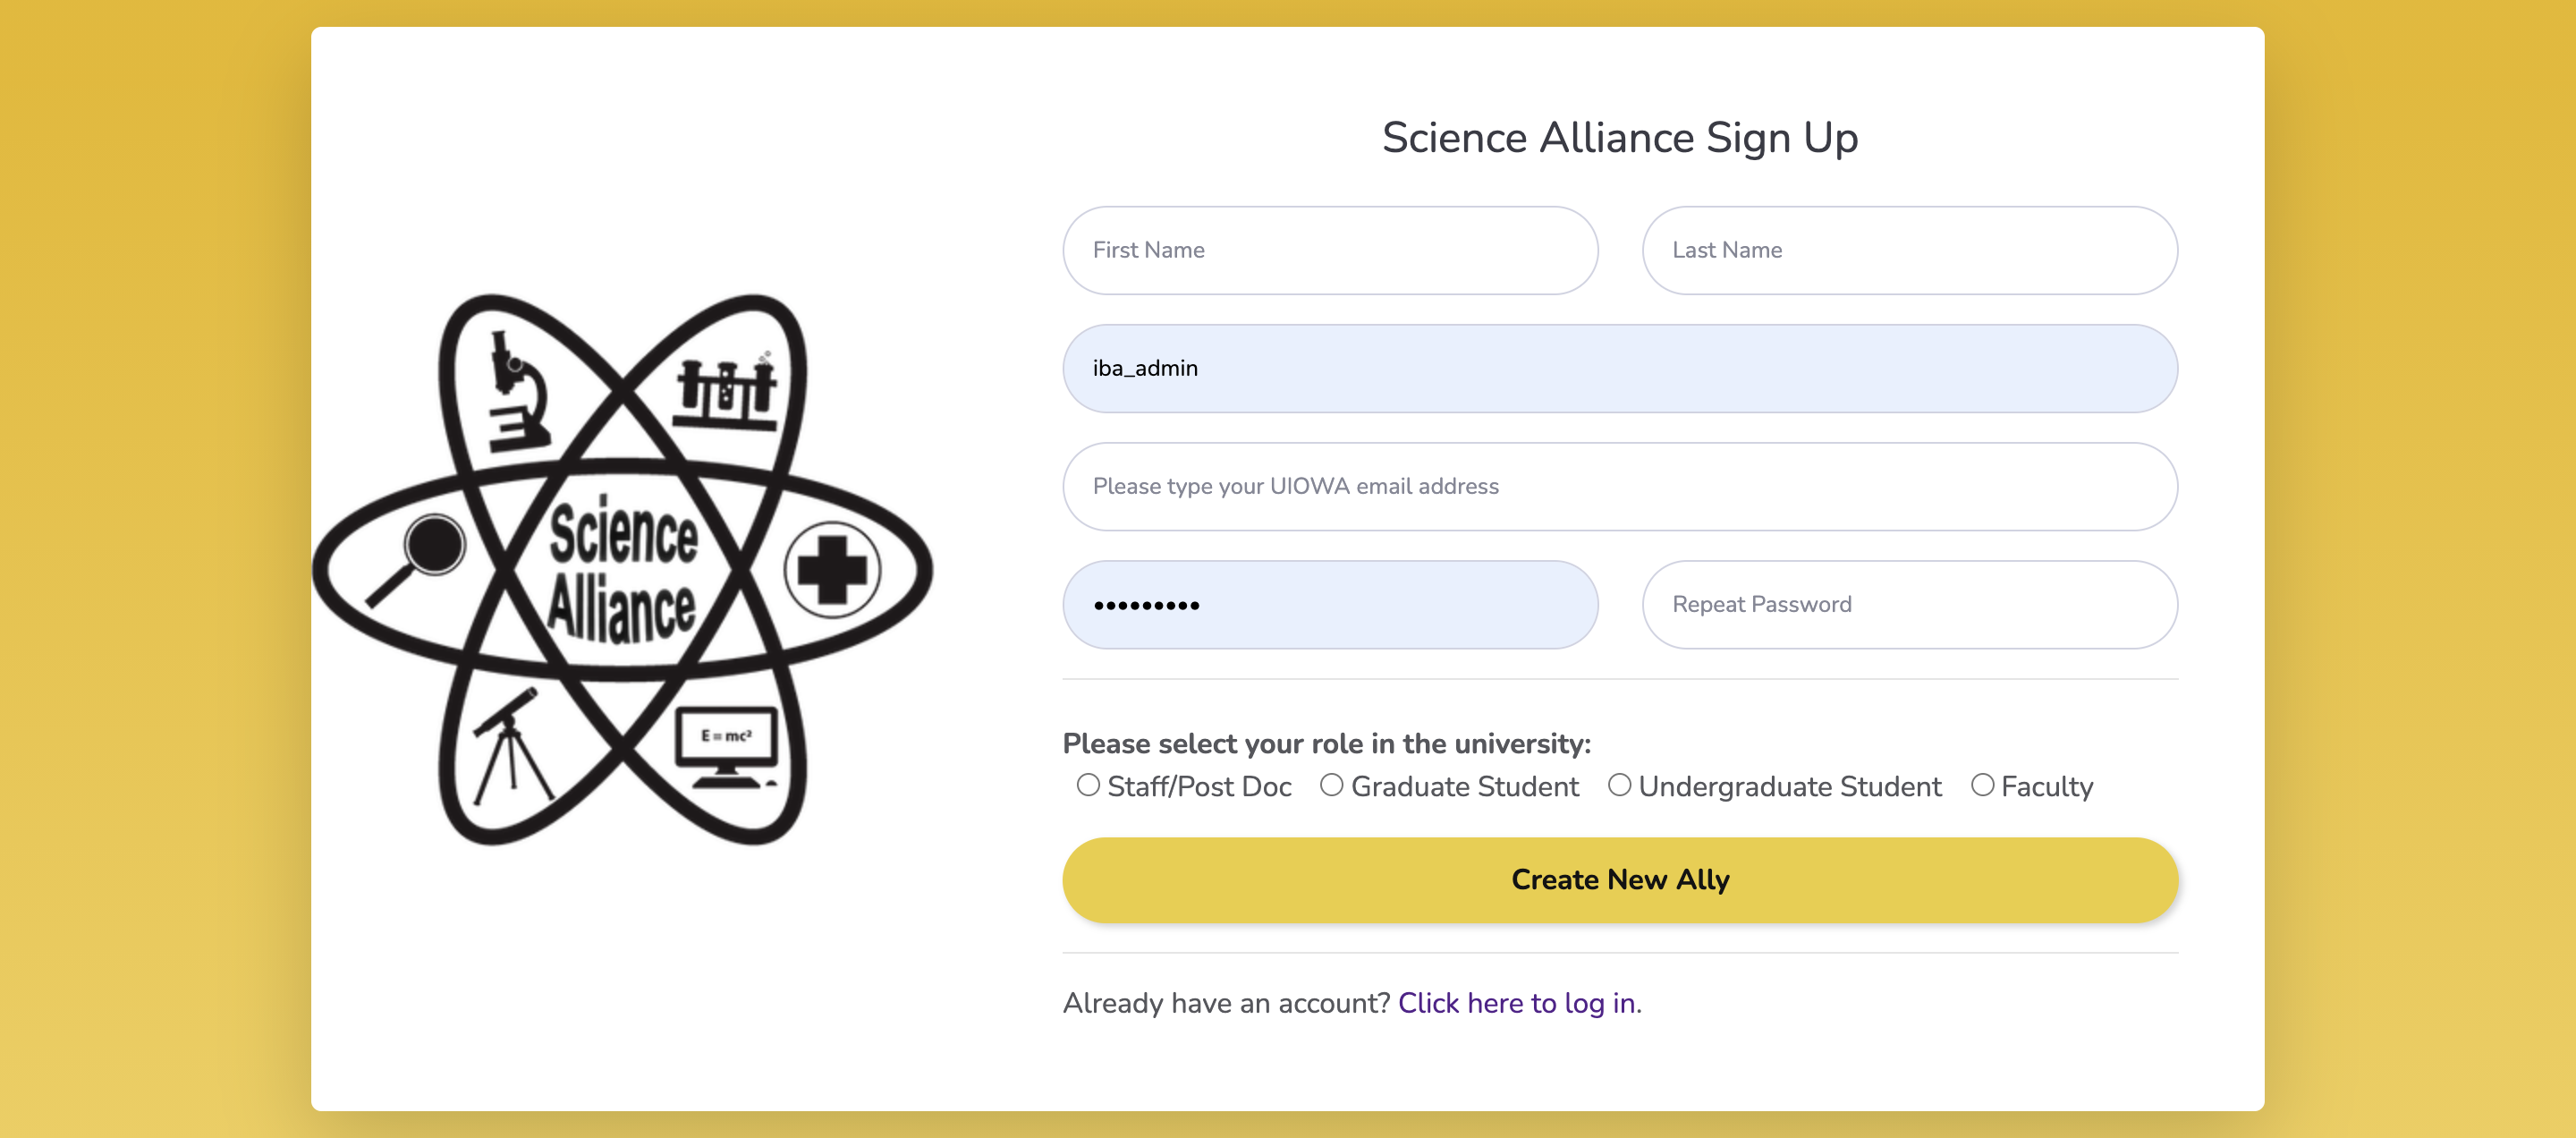 Science Alliance Sign Up
First Name
Last Name
iba_admin
Please type your UIOWA email address
•••••••••
Repeat Password
Please select your role in the university:
Staff/Post Doc
Graduate Student
Undergraduate Student
Faculty
Create New Ally
Already have an account? Click here to log in.
Science
Alliance
E = mc²